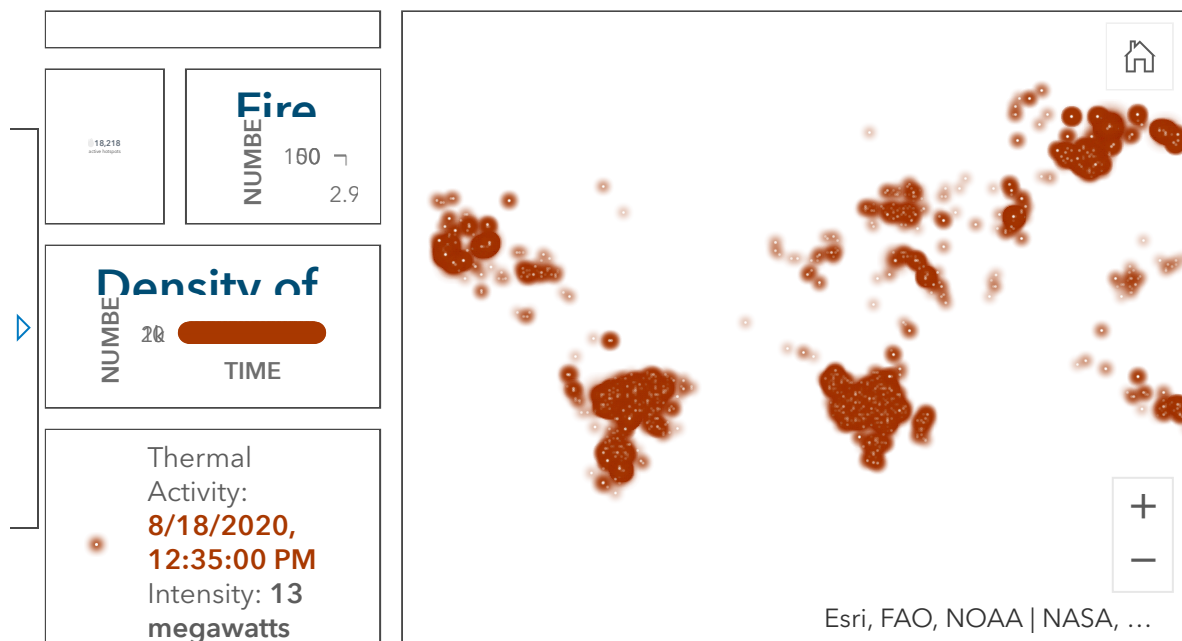 18,218
active hotspots
Fire
NUMBE
2.9
Density of
NUMBE
TIME
Thermal
Activity:
8/18/2020,
12:35:00 PM
Intensity: 13
megawatts
Esri, FAO, NOAA | NASA, …